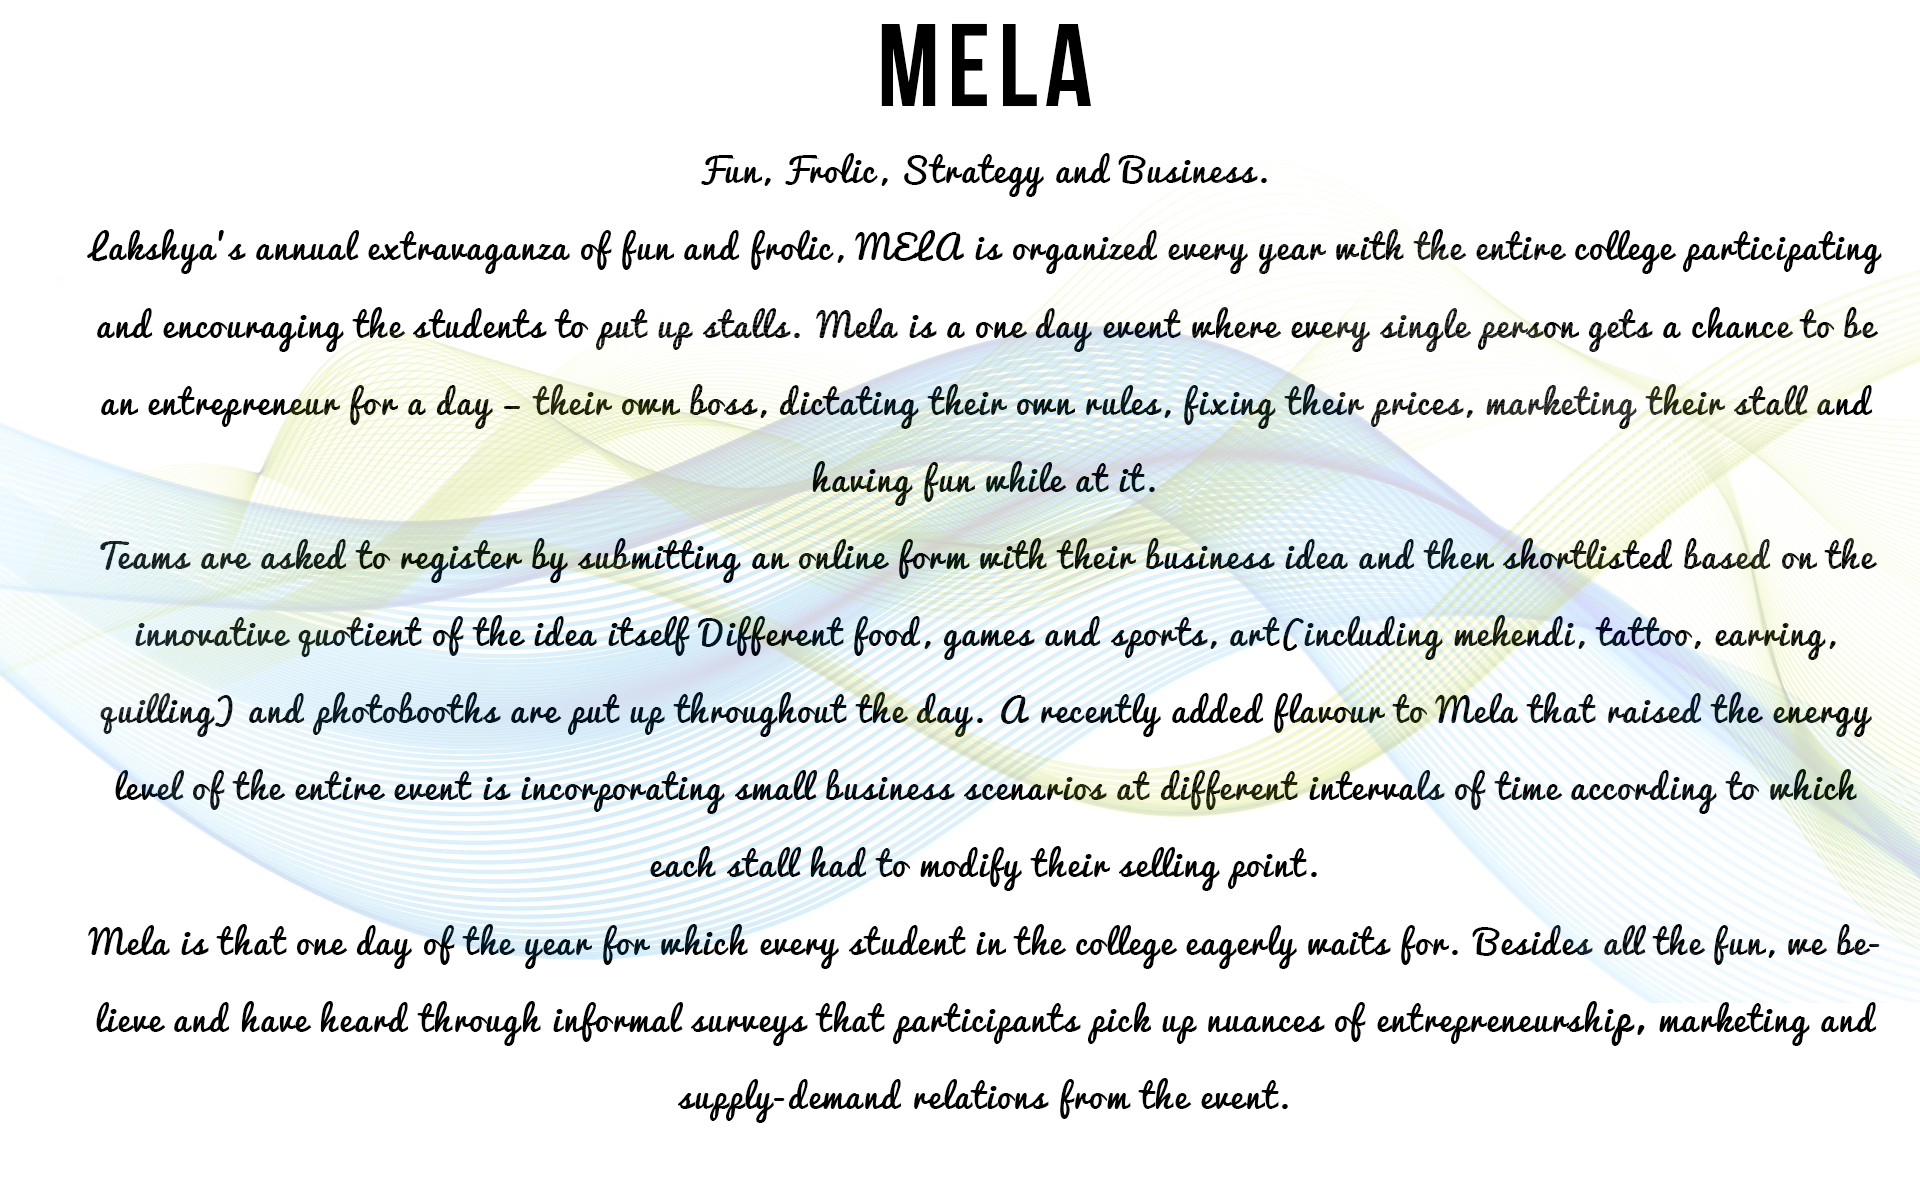 MELA
Fun, Frolic, Strategy and Business.
Lakshya's annual extravaganza of fun and frolic, MELA is organized every year with the entire college participating
and encouraging the students to put up stalls. Mela is a one day event where every single person gets a chance to be
an entrepreneur for a day – their own boss, dictating their own rules, fixing their prices, marketing their stall and
having fun while at it.
Teams are asked to register by submitting an online form with their business idea and then shortlisted based on the
innovative quotient of the idea itself Different food, games and sports, art(including mehendi, tattoo, earring,
quilling) and photobooths are put up throughout the day. A recently added flavour to Mela that raised the energy
level of the entire event is incorporating small business scenarios at different intervals of time according to which
each stall had to modify their selling point.
Mela is that one day of the year for which every student in the college eagerly waits for. Besides all the fun, we be-
lieve and have heard through informal surveys that participants pick up nuances of entrepreneurship, marketing and
supply-demand relations from the event.